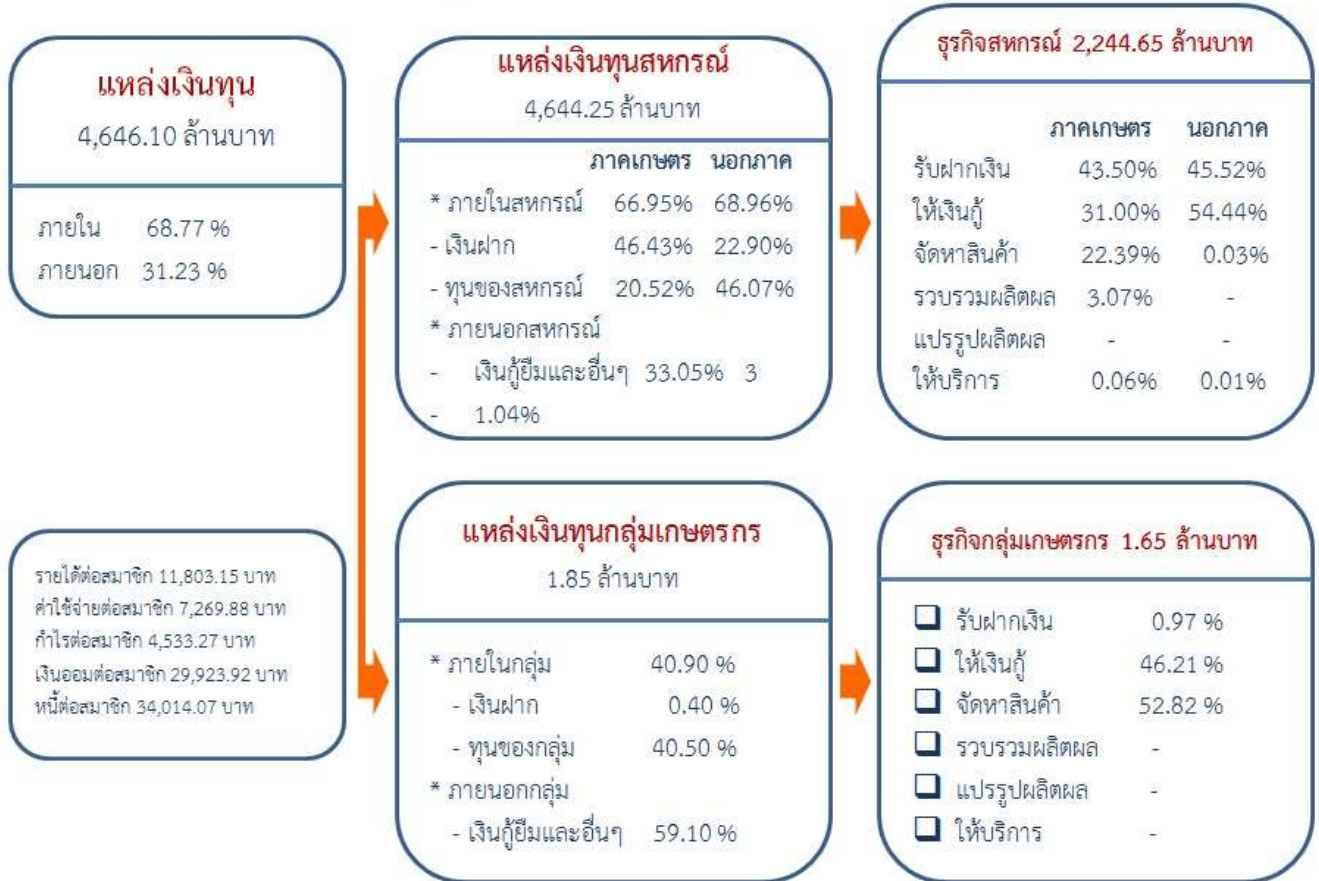 แหล่งเงินทุน
4,646.10 ล้านบาท
ภายใน 68.77 %
ภายนอก 31.23 %
รายได้ต่อสมาชิก 11,803.15 บาท
ค่าใช้จ่ายต่อสมาชิก 7,269.88 บาท
กำไรต่อสมาชิก 4,533.27 บาท
เงินออมต่อสมาชิก 29,923.92 บาท
หนี้ต่อสมาชิก 34,014.07 บาท
แหล่งเงินทุนสหกรณ์
4,644.25 ล้านบาท
ภาคเกษตร นอกภาค
* ภายในสหกรณ์ 66.95% 68.96%
- เงินฝาก 46.43% 22.90%
- ทุนของสหกรณ์ 20.52% 46.07%
* ภายนอกสหกรณ์
- เงินกู้ยืมและอื่นๆ 33.05% 3
- 1.04%
ธุรกิจสหกรณ์ 2,244.65 ล้านบาท
ภาคเกษตร นอกภาค
รับฝากเงิน 43.50% 45.52%
ให้เงินกู้ 31.00% 54.44%
จัดหาสินค้า 22.39% 0.03%
รวบรวมผลิตผล 3.07% -
แปรรูปผลิตผล - -
ให้บริการ 0.06% 0.01%
แหล่งเงินทุนกลุ่มเกษตรกร
1.85 ล้านบาท
* ภายในกลุ่ม 40.90 %
- เงินฝาก 0.40 %
- ทุนของกลุ่ม 40.50 %
* ภายนอกกลุ่ม
- เงินกู้ยืมและอื่นๆ 59.10 %
ธุรกิจกลุ่มเกษตรกร 1.65 ล้านบาท
❑ รับฝากเงิน 0.97 %
❑ ให้เงินกู้ 46.21 %
❑ จัดหาสินค้า 52.82 %
❑ รวบรวมผลิตผล -
❑ แปรรูปผลิตผล -
❑ ให้บริการ -